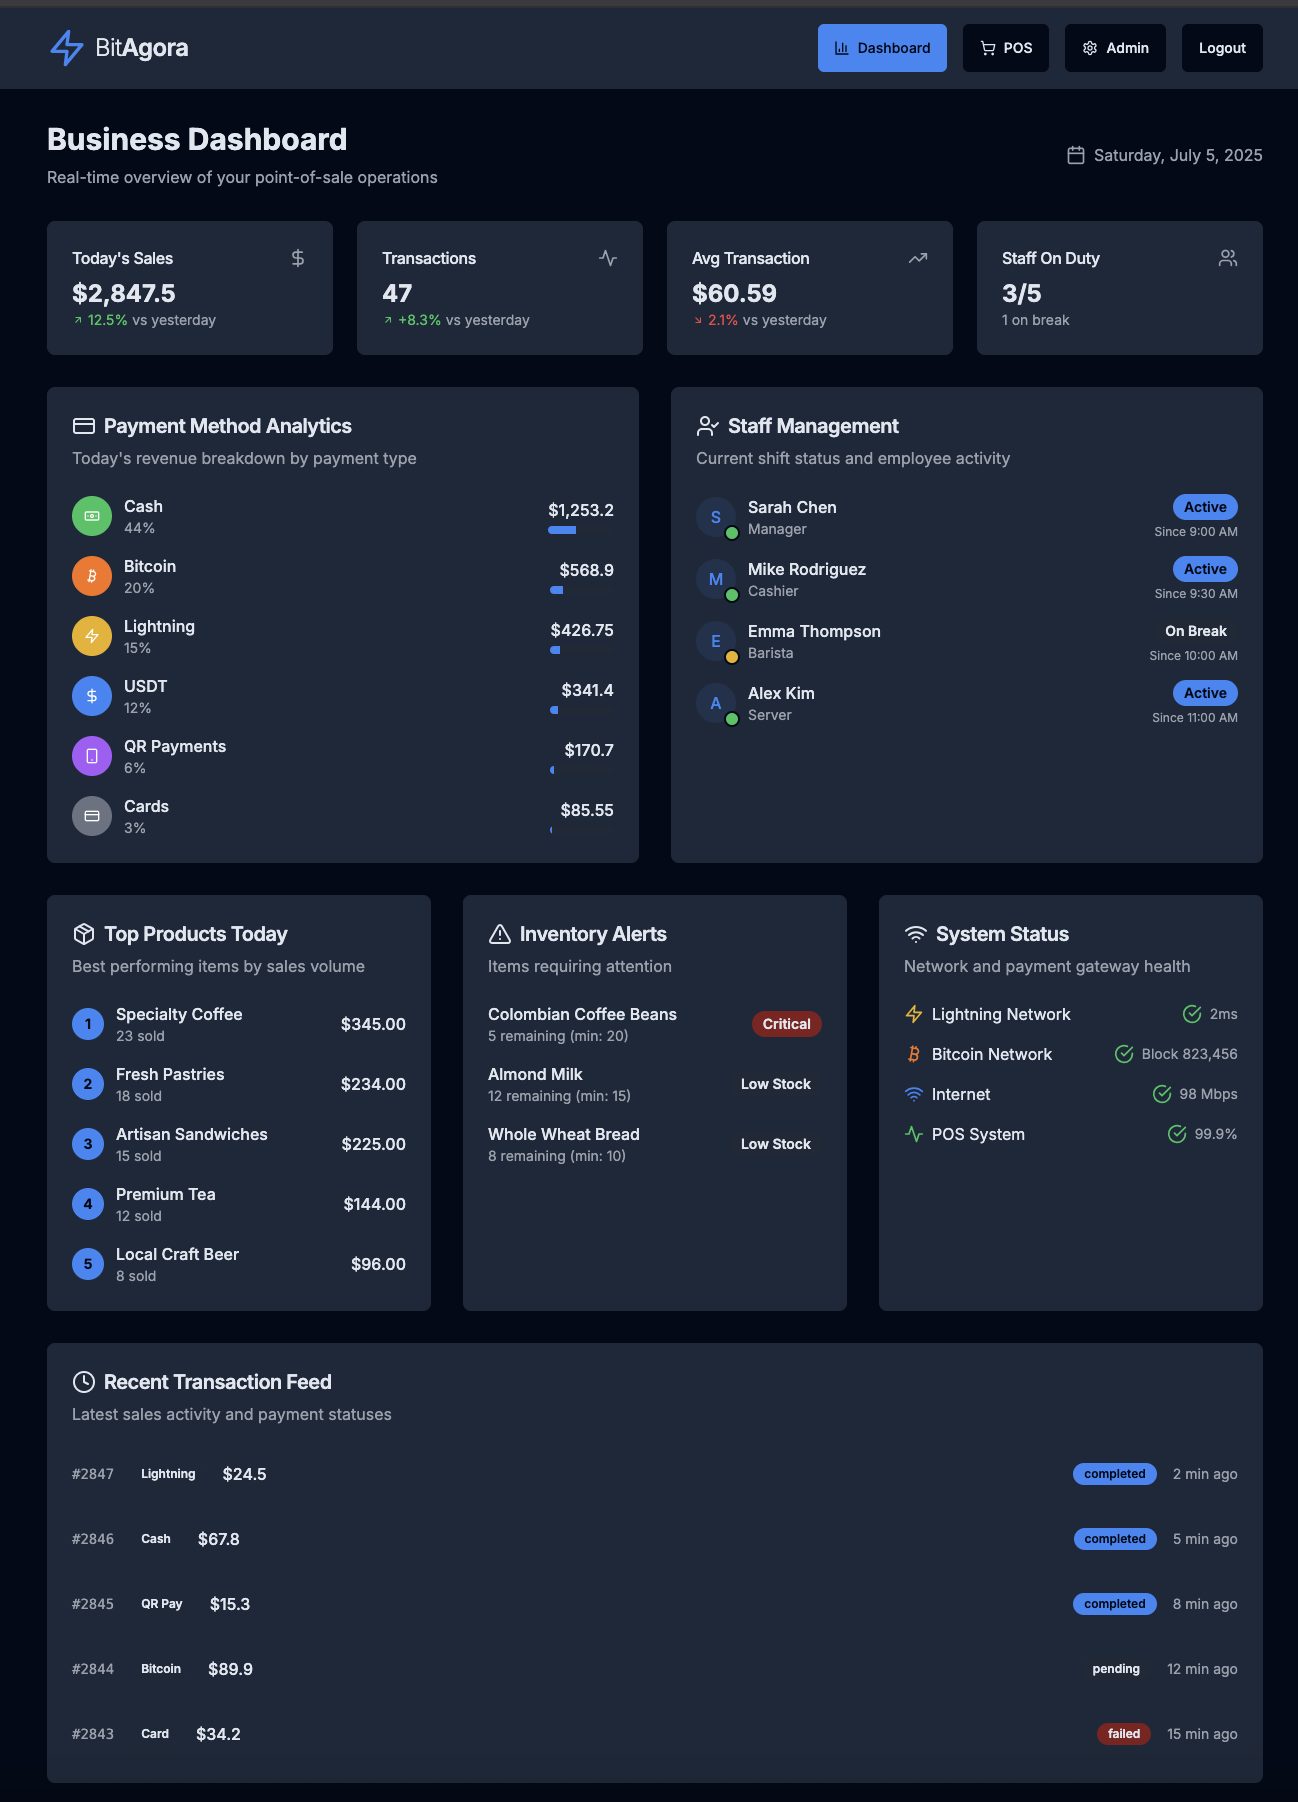 BitAgora
Dashboard
POS
Admin
Logout
Business Dashboard
Real-time overview of your point-of-sale operations
Saturday, July 5, 2025
Today's Sales
$2,847.5
12.5% vs yesterday
Transactions
47
+8.3% vs yesterday
Avg Transaction
$60.59
2.1% vs yesterday
Staff On Duty
3/5
1 on break
Payment Method Analytics
Today's revenue breakdown by payment type
Cash
44%
$1,253.2
Bitcoin
20%
$568.9
Lightning
15%
$426.75
USDT
12%
$341.4
QR Payments
6%
$170.7
Cards
3%
$85.55
Staff Management
Current shift status and employee activity
S
Sarah Chen
Manager
Active
Since 9:00 AM
M
Mike Rodriguez
Cashier
Active
Since 9:30 AM
E
Emma Thompson
Barista
On Break
Since 10:00 AM
A
Alex Kim
Server
Active
Since 11:00 AM
Top Products Today
Best performing items by sales volume
1
Specialty Coffee
23 sold
$345.00
2
Fresh Pastries
18 sold
$234.00
3
Artisan Sandwiches
15 sold
$225.00
4
Premium Tea
12 sold
$144.00
5
Local Craft Beer
8 sold
$96.00
Inventory Alerts
Items requiring attention
Colombian Coffee Beans
5 remaining (min: 20)
Critical
Almond Milk
12 remaining (min: 15)
Low Stock
Whole Wheat Bread
8 remaining (min: 10)
Low Stock
System Status
Network and payment gateway health
Lightning Network
2ms
Bitcoin Network
Block 823,456
Internet
98 Mbps
POS System
99.9%
Recent Transaction Feed
Latest sales activity and payment statuses
#2847 Lightning $24.5 completed 2 min ago
#2846 Cash $67.8 completed 5 min ago
#2845 QR Pay $15.3 completed 8 min ago
#2844 Bitcoin $89.9 pending 12 min ago
#2843 Card $34.2 failed 15 min ago